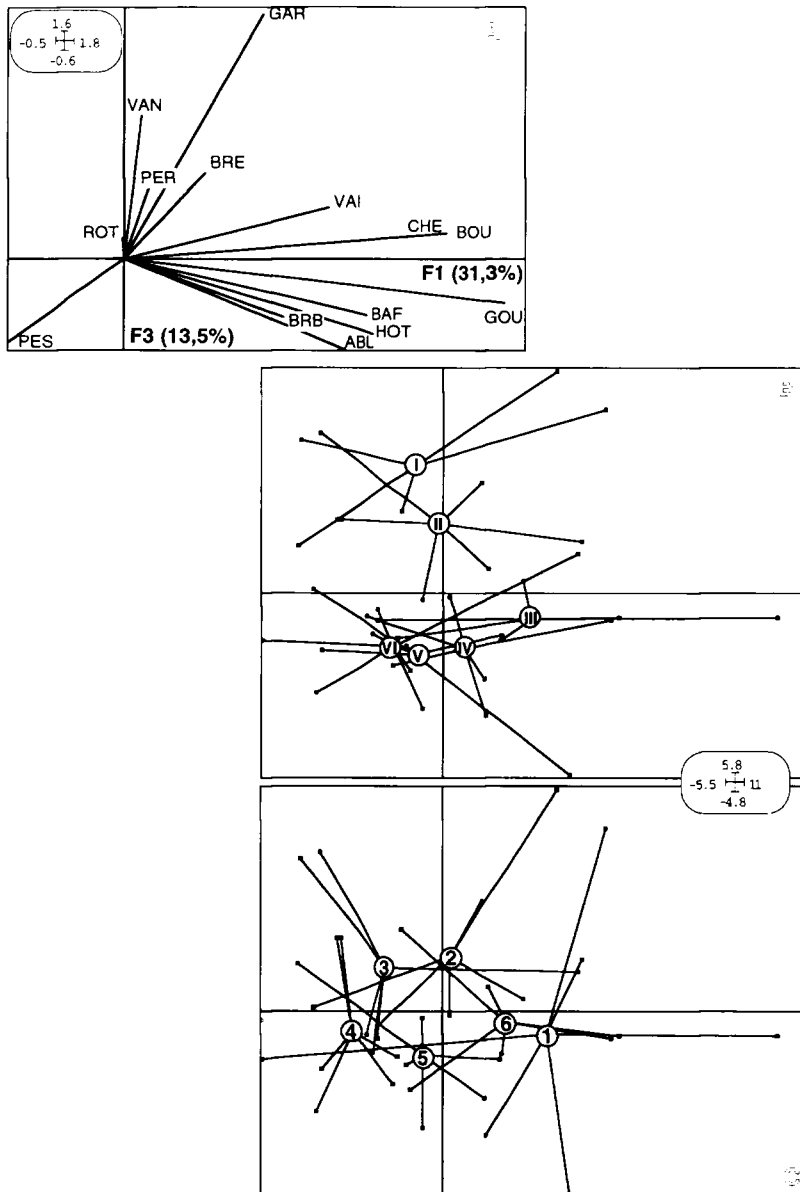 GAR
1.6
-0.5 1.8
-0.6
VAN
BRE
PER
VAI
ROT
CHE BOU
F1 (31,3%)
BAF
GOU
BRB
HOT
PES
F3 (13,5%)
ABL
I
II
III
VI
IV
V
5.8
-5.5 11
-4.8
2
3
6
4
1
5